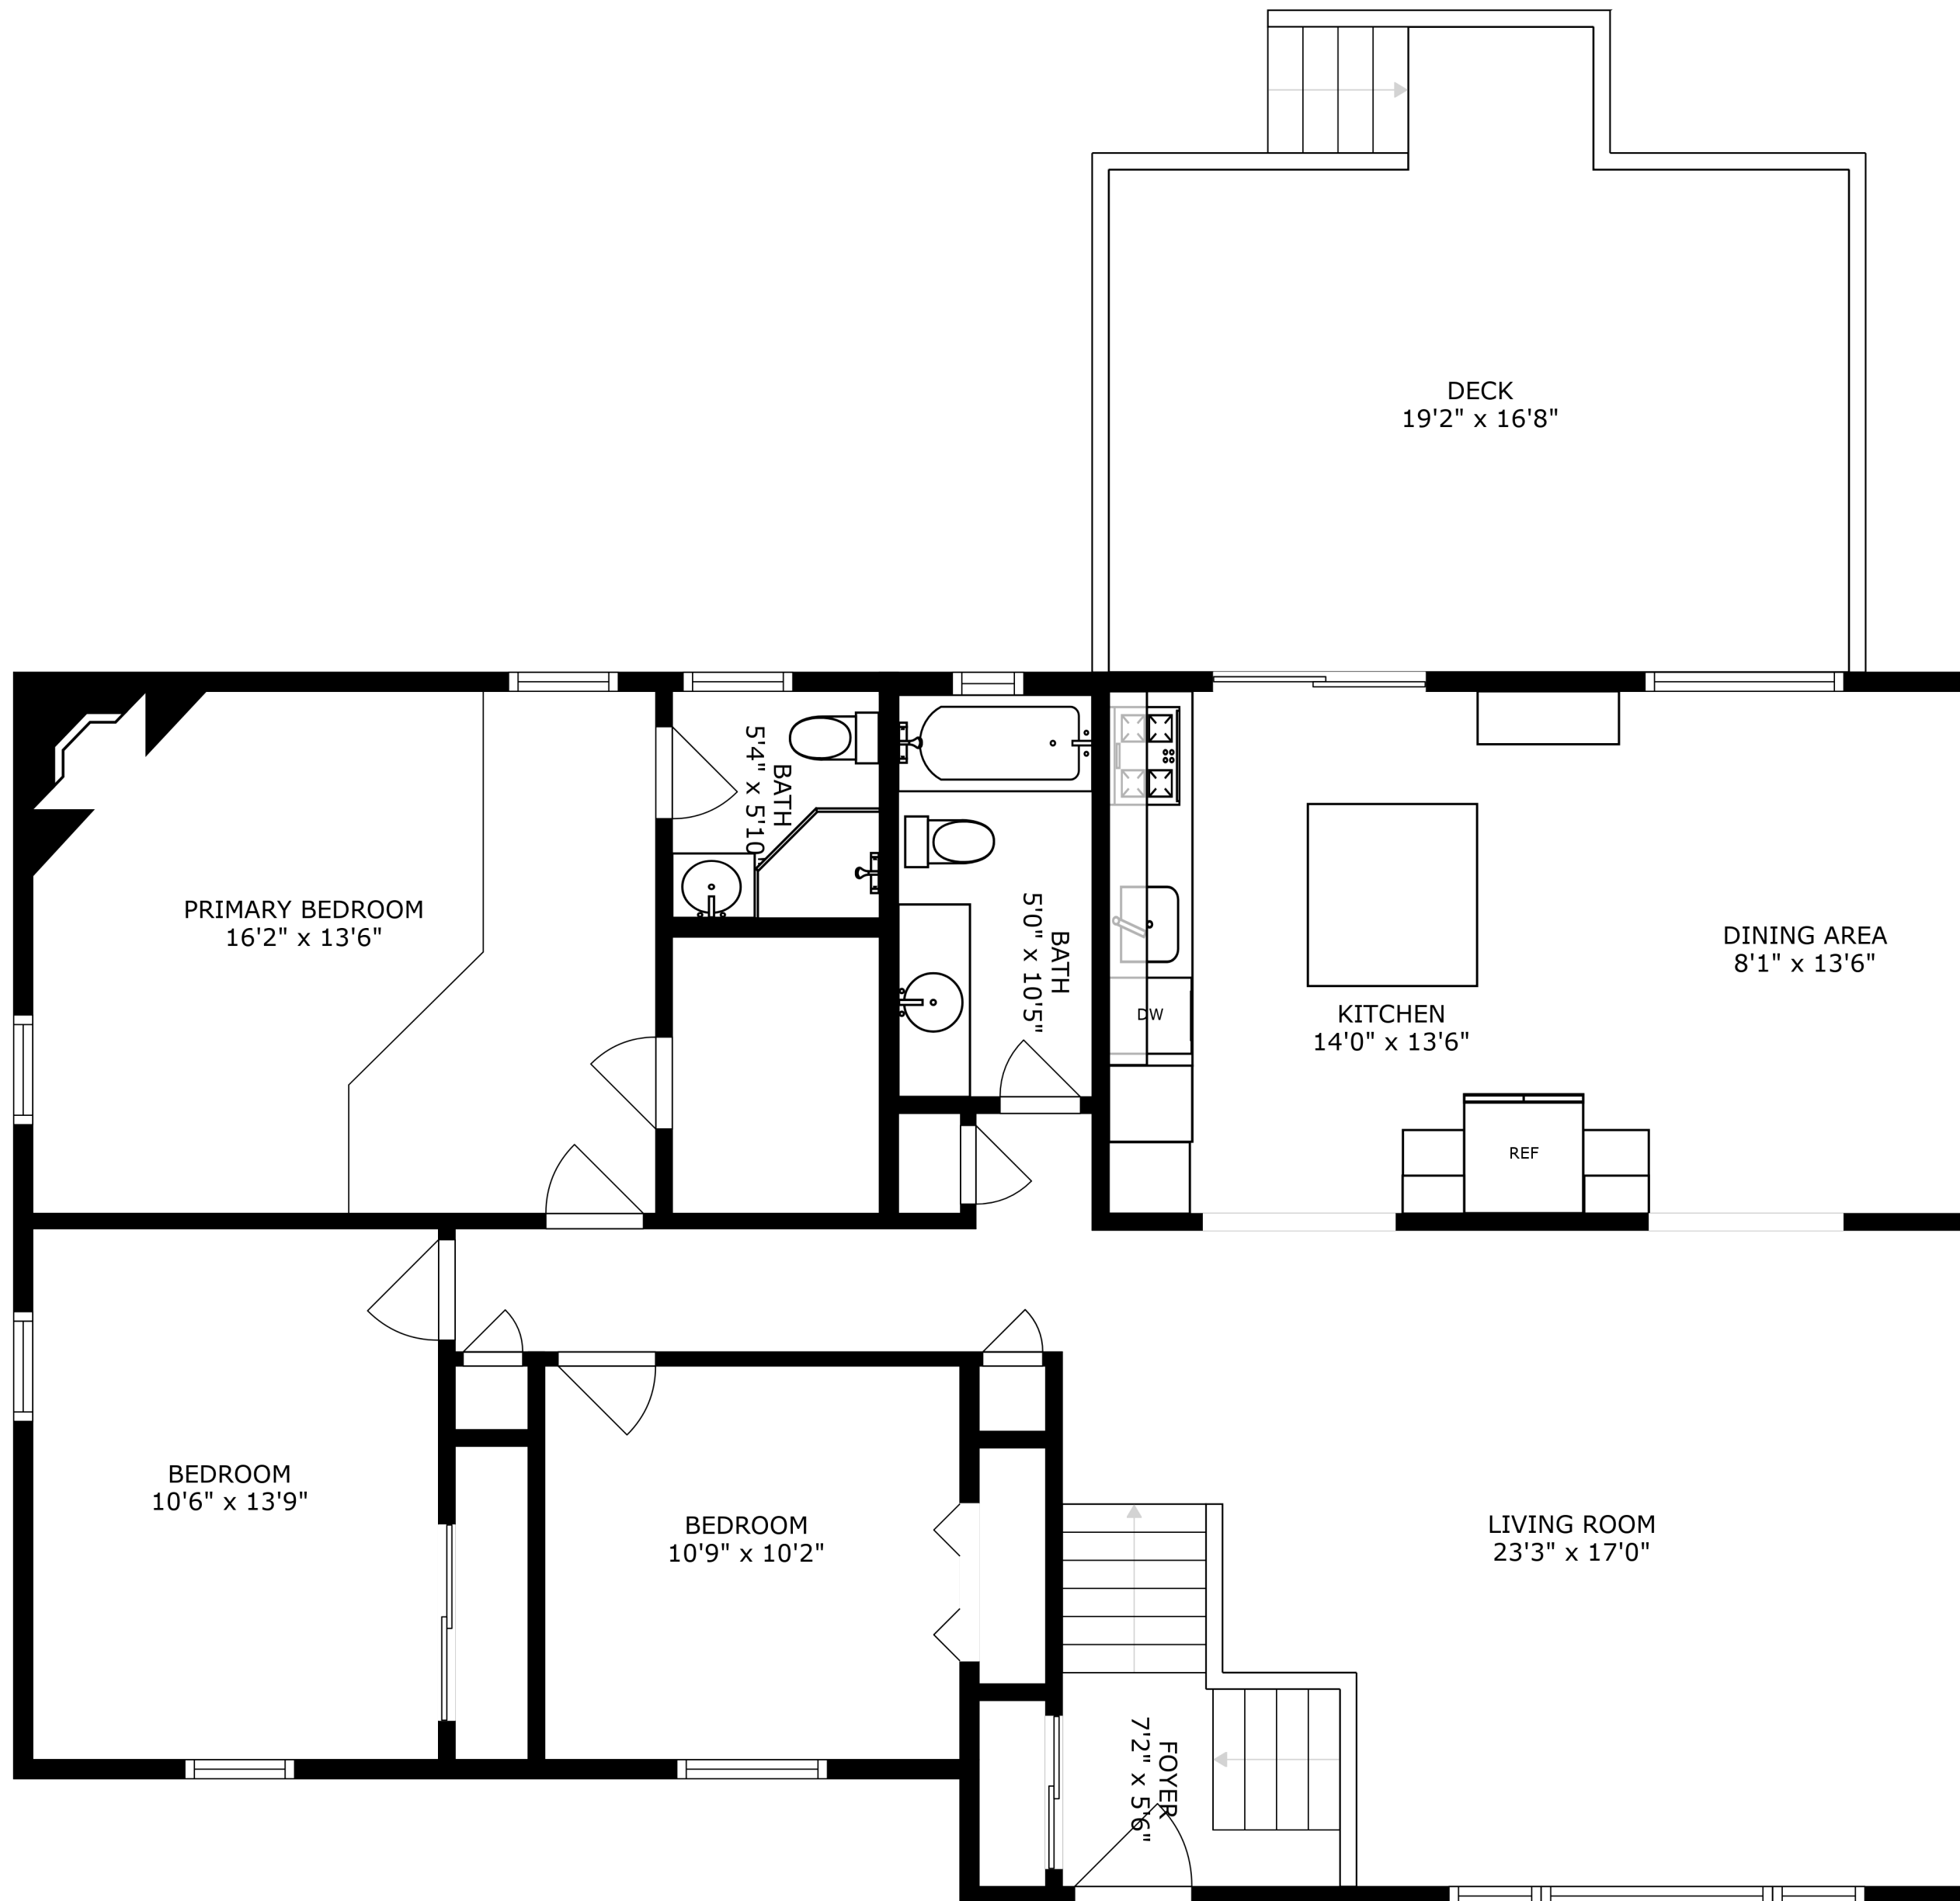 DECK
19'2" x 16'8"
BATH
5'4" x 5'10"
PRIMARY BEDROOM
16'2" x 13'6"
BATH
5'0" x 10'5"
DINING AREA
8'1" x 13'6"
DW
KITCHEN
14'0" x 13'6"
REF
BEDROOM
10'6" x 13'9"
BEDROOM
10'9" x 10'2"
LIVING ROOM
23'3" x 17'0"
FOYER
7'2" x 5'6"